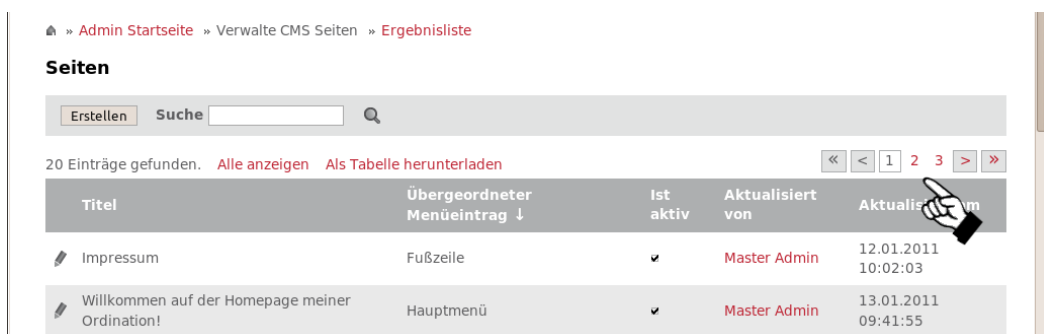 » Admin Startseite » Verwalte CMS Seiten » Ergebnisliste
Seiten
Erstellen Suche
20 Einträge gefunden. Alle anzeigen Als Tabelle herunterladen « < 1 2 3 > »
Titel Übergeordneter Menüeintrag ↓ Ist aktiv Aktualisiert von
Impressum Fußzeile Master Admin 12.01.2011 10:02:03
Willkommen auf der Homepage meiner Ordination! Hauptmenü Master Admin 13.01.2011 09:41:55